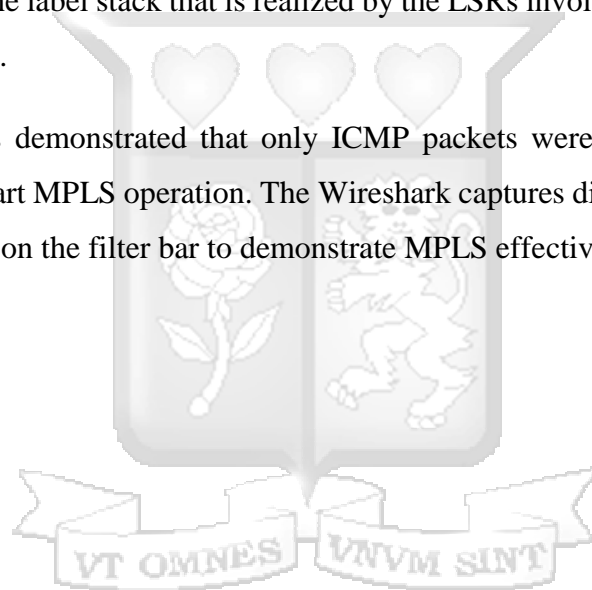 e label stack that is realized by the LSRs invol
.
s demonstrated that only ICMP packets were
art MPLS operation. The Wireshark captures di
on the filter bar to demonstrate MPLS effectiv
VT OMNES VNVM SINT